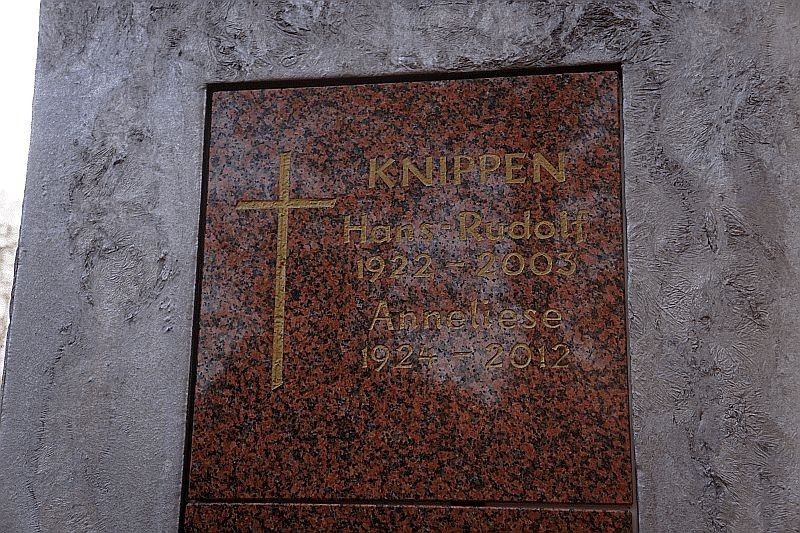 KNIPPEN
Hans-Rudolf
1922 - 2003
Anneliese
1924 - 2012